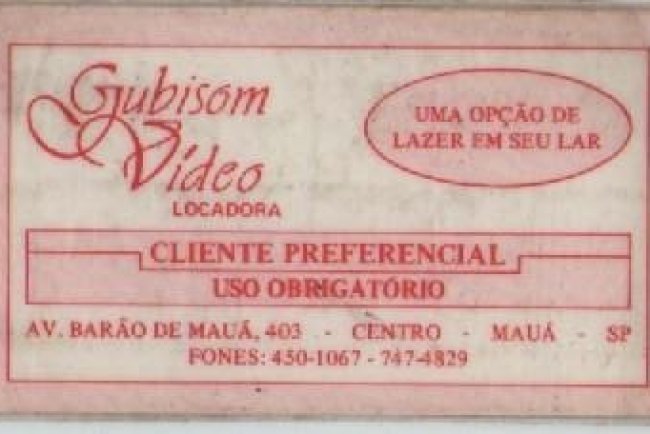 Gubisom
Vídeo
LOCADORA
UMA OPÇÃO DE
LAZER EM SEU LAR
CLIENTE PREFERENCIAL
USO OBRIGATÓRIO
AV. BARÃO DE MAUÁ, 403 - CENTRO - MAUÁ - SP
FONES: 450-1067 - 747-4829